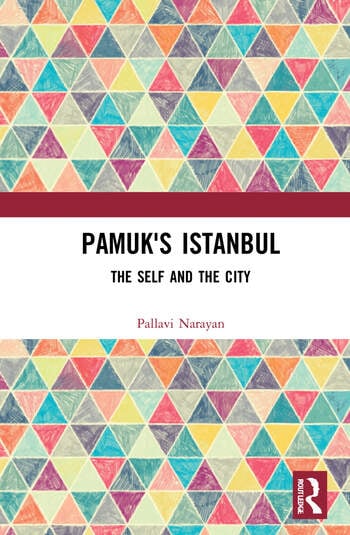 PAMUK'S ISTANBUL
THE SELF AND THE CITY
Pallavi Narayan
ROUTLEDGE